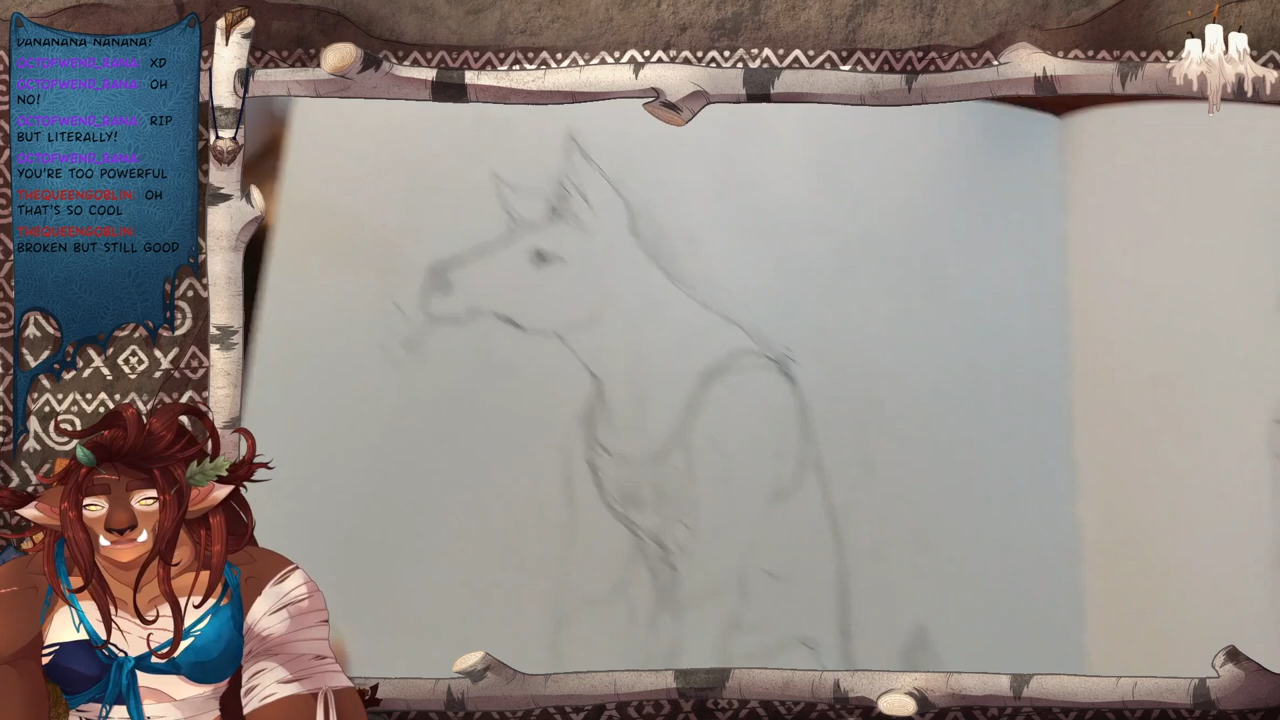 DANANANA NANANA!
OCTOFWEND_RANA: XD
OCTOFWEND_RANA: OH
NO!
OCTOFWEND_RANA: RIP
BUT LITERALLY!
OCTOFWEND_RANA:
YOU'RE TOO POWERFUL
THEQUEENGOBLIN: OH
THAT'S SO COOL
THEQUEENGOBLIN:
BROKEN BUT STILL GOOD